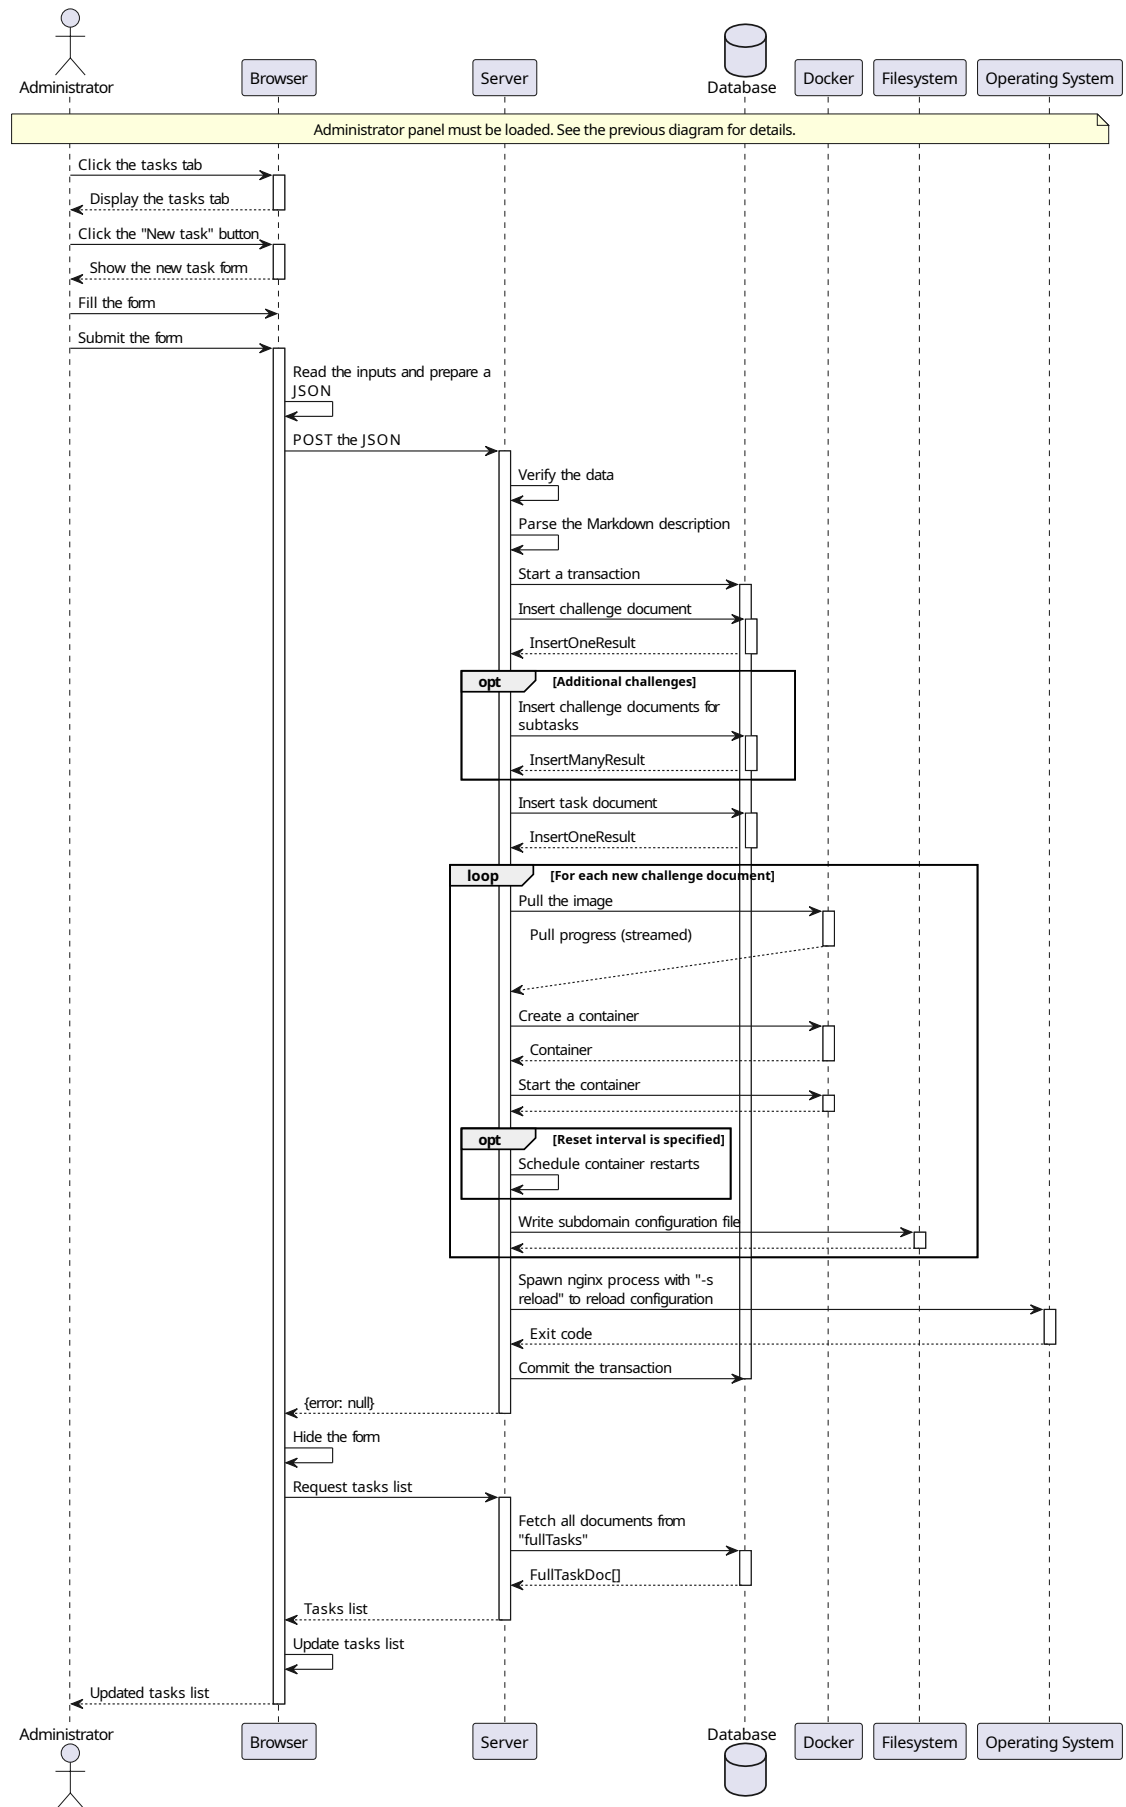 Administrator
Browser
Server
Database
Docker
Filesystem
Operating System
Administrator panel must be loaded. See the previous diagram for details.
Click the tasks tab
Display the tasks tab
Click the "New task" button
Show the new task form
Fill the form
Submit the form
Read the inputs and prepare a
JSON
POST the JSON
Verify the data
Parse the Markdown description
Start a transaction
Insert challenge document
InsertOneResult
opt [Additional challenges]
Insert challenge documents for
subtasks
InsertManyResult
Insert task document
InsertOneResult
loop [For each new challenge document]
Pull the image
Pull progress (streamed)
Create a container
Container
Start the container
opt [Reset interval is specified]
Schedule container restarts
Write subdomain configuration file
Spawn nginx process with "-s
reload" to reload configuration
Exit code
Commit the transaction
{error: null}
Hide the form
Request tasks list
Fetch all documents from
"fullTasks"
FullTaskDoc[]
Tasks list
Update tasks list
Updated tasks list
Administrator
Browser
Server
Database
Docker
Filesystem
Operating System